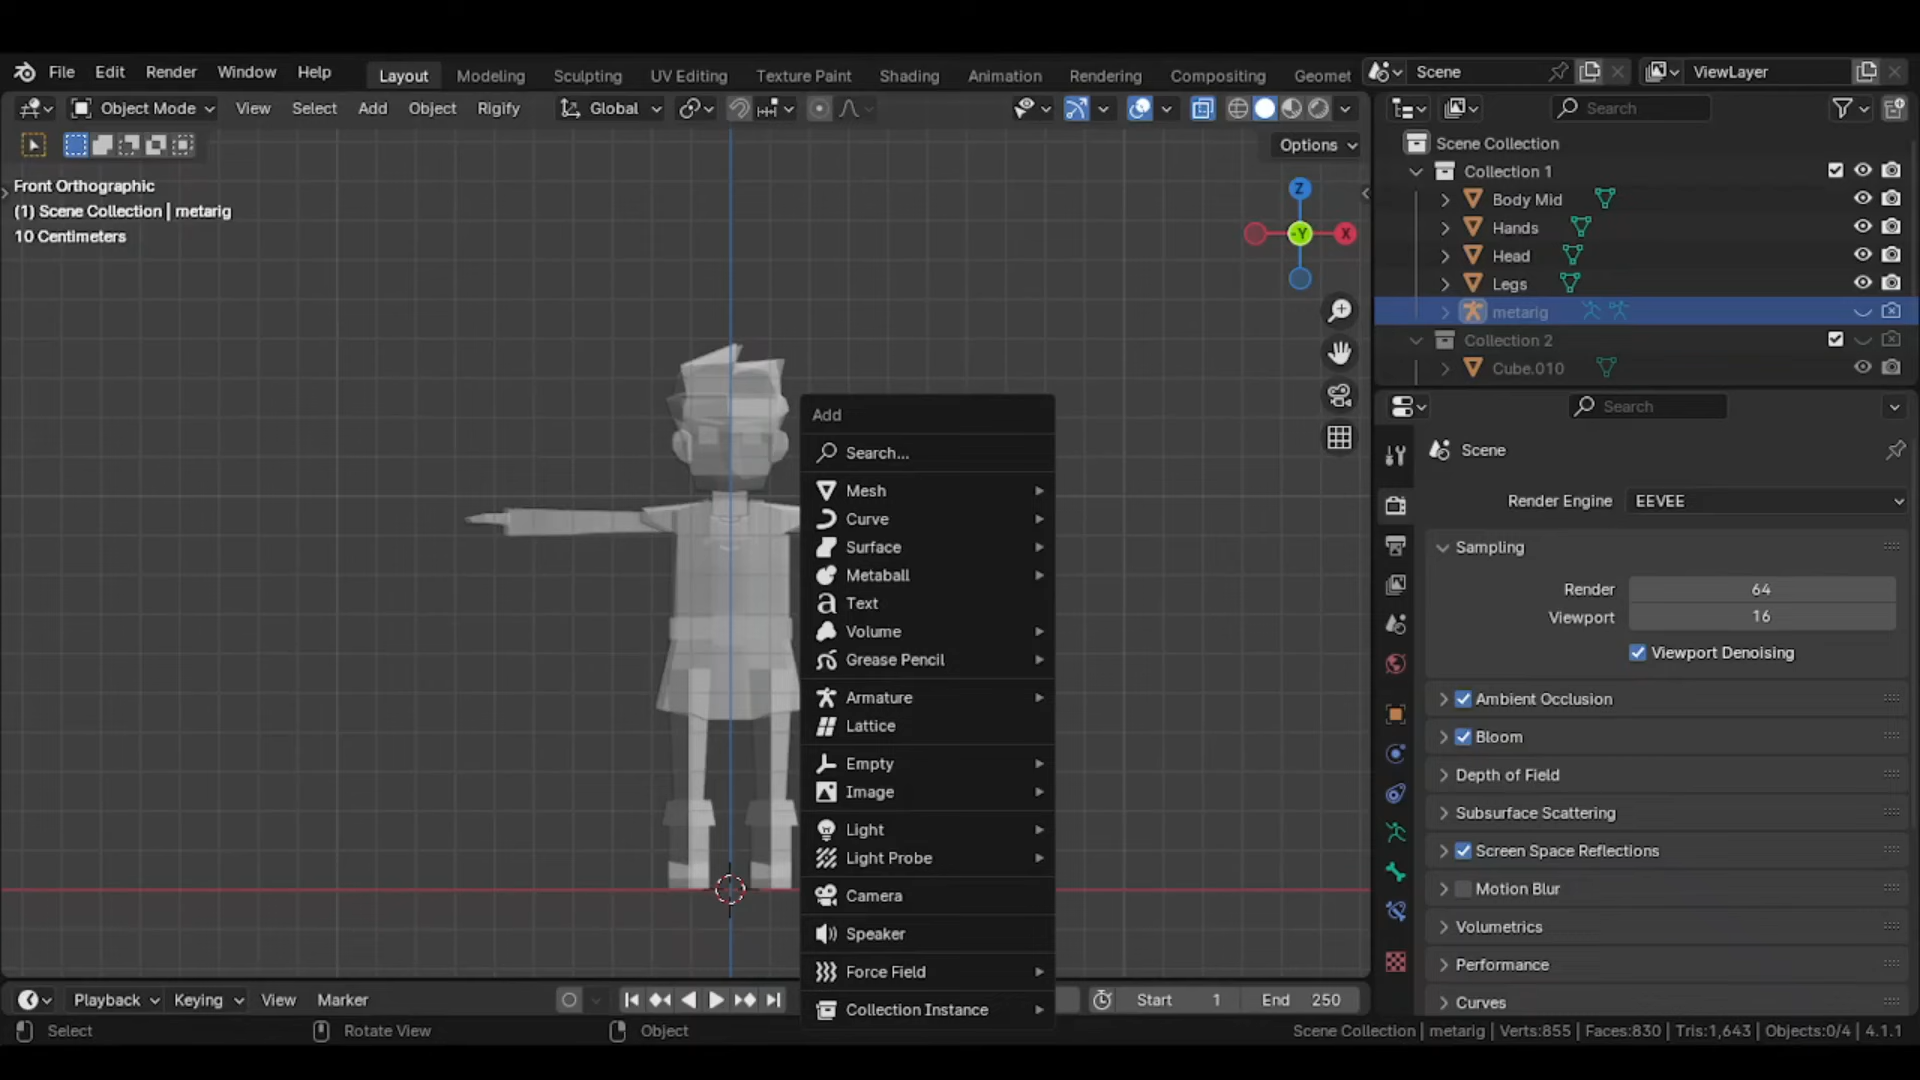 File Edit Render Window Help Layout Modeling Sculpting UV Editing Texture Paint Shading Animation Rendering Compositing Geomet Scene ViewLayer
Object Mode View Select Add Object Rigify Global Search
Options
Front Orthographic
(1) Scene Collection | metarig
10 Centimeters
Z
-Y
X
Scene Collection
Collection 1
Body Mid
Hands
Head
Legs
metarig
Collection 2
Cube.010
Add
Search...
Mesh
Curve
Surface
Metaball
Text
Volume
Grease Pencil
Armature
Lattice
Empty
Image
Light
Light Probe
Camera
Speaker
Force Field
Collection Instance
Search
Scene
Render Engine EEVEE
Sampling
Render 64
Viewport 16
Viewport Denoising
Ambient Occlusion
Bloom
Depth of Field
Subsurface Scattering
Screen Space Reflections
Motion Blur
Volumetrics
Performance
Curves
Playback Keying View Marker Start 1 End 250
Select Rotate View Object Scene Collection | metarig | Verts:855 | Faces:830 | Tris:1,643 | Objects:0/4 | 4.1.1